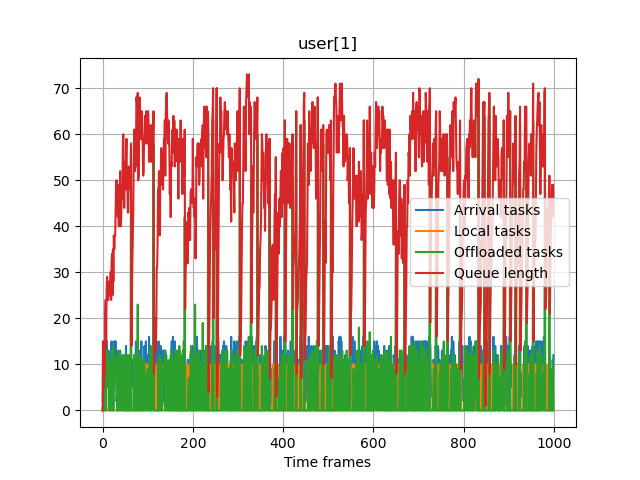 user[1]
70
60
50
40
30
20
10
0
Arrival tasks
Local tasks
Offloaded tasks
Queue length
0 200 400 600 800 1000
Time frames